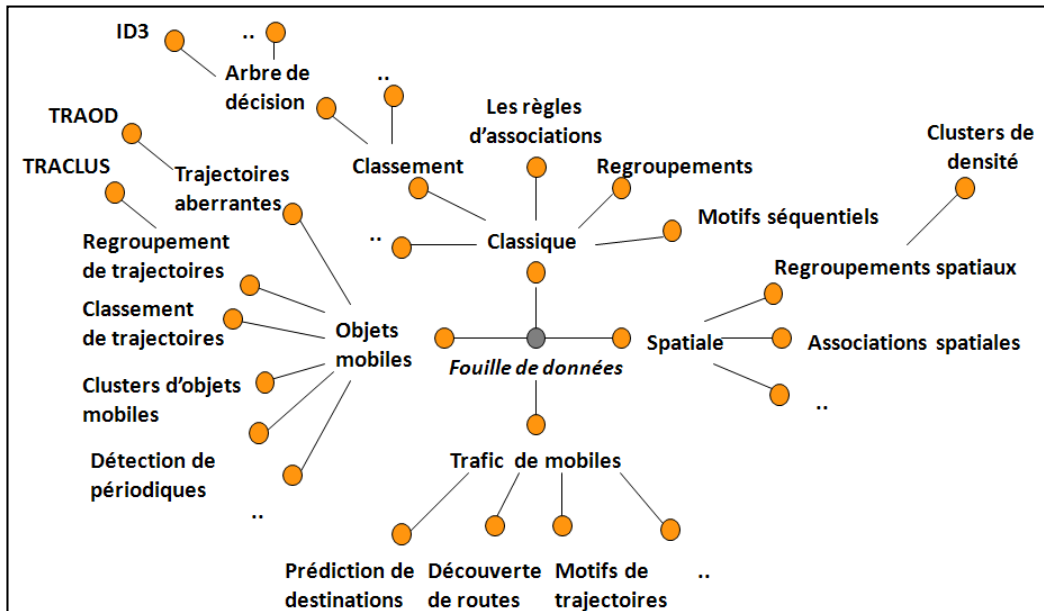 ID3
..
Arbre de
décision
..
Les règles
d'associations
Clusters de
densité
TRAOD
TRACLUS
Trajectoires
aberrantes
Classement
Regroupements
Motifs séquentiels
..
Classique
Regroupement
de trajectoires
Regroupements spatiaux
Classement
de trajectoires
Objets
mobiles
Fouille de données
Spatiale
Associations spatiales
Clusters d'objets
mobiles
..
Détection de
périodiques
..
Trafic de mobiles
Prédiction de
destinations
Découverte
de routes
Motifs de
trajectoires
..